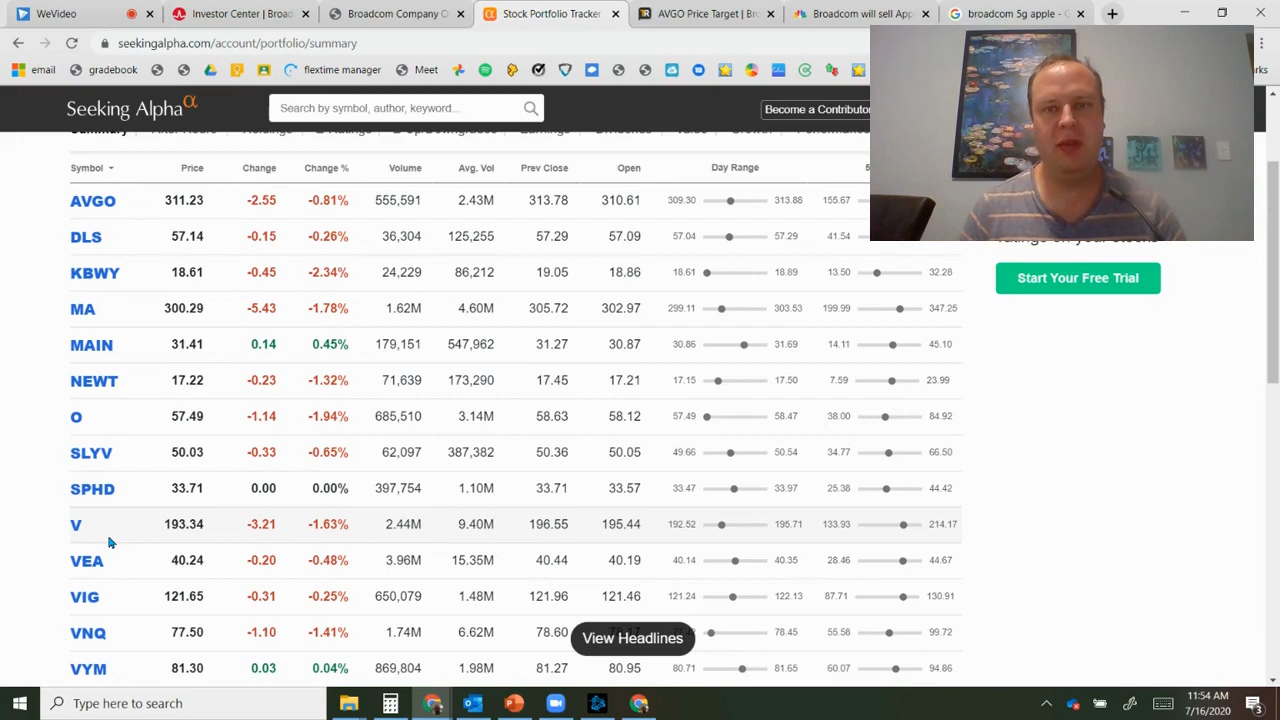 WeVideo
Investor Center | Broad
Broadcom Company
Seeking Alpha Portfolio
Stock Portfolio Tracker
AVGO Price Target | Bro
Broadcom will sell App
broadcom 5g apple - G
seekingalpha.com/account/portfolio/summary
email
gradebook
flextime manager
Meet
Seeking Alpha α
Search by symbol, author, keyword...
Become a Contributor
Summary
Symbol Price Change Change % Volume Avg. Vol Prev Close Open Day Range 5
AVGO 311.23 -2.55 -0.81% 555,591 2.43M 313.78 310.61 309.30 313.88 155.67
DLS 57.14 -0.15 -0.26% 36,304 125,255 57.29 57.09 57.04 57.29 41.54
KBWY 18.61 -0.45 -2.34% 24,229 86,212 19.05 18.86 18.61 18.89 13.50 32.28
Start Your Free Trial
MA 300.29 -5.43 -1.78% 1.62M 4.60M 305.72 302.97 299.11 303.53 199.99 347.25
MAIN 31.41 0.14 0.45% 179,151 547,962 31.27 30.87 30.86 31.69 14.11 45.10
NEWT 17.22 -0.23 -1.32% 71,639 173,290 17.45 17.21 17.15 17.50 7.59 23.99
O 57.49 -1.14 -1.94% 685,510 3.14M 58.63 58.12 57.49 58.47 38.00 84.92
SLYV 50.03 -0.33 -0.65% 62,097 387,382 50.36 50.05 49.66 50.54 34.77 66.50
SPHD 33.71 0.00 0.00% 397,754 1.10M 33.71 33.57 33.47 33.97 25.38 44.42
V 193.34 -3.21 -1.63% 2.44M 9.40M 196.55 195.44 192.52 195.71 133.93 214.17
VEA 40.24 -0.20 -0.48% 3.96M 15.35M 40.44 40.19 40.14 40.35 28.46 44.67
VIG 121.65 -0.31 -0.25% 650,079 1.48M 121.96 121.46 121.24 122.13 87.71 130.91
VNQ 77.50 -1.10 -1.41% 1.74M 6.62M 78.60 78.45 55.58 99.72
View Headlines
VYM 81.30 0.03 0.04% 869,804 1.98M 81.27 80.95 80.71 81.65 60.07 94.86
Type here to search
11:54 AM
7/16/2020
3